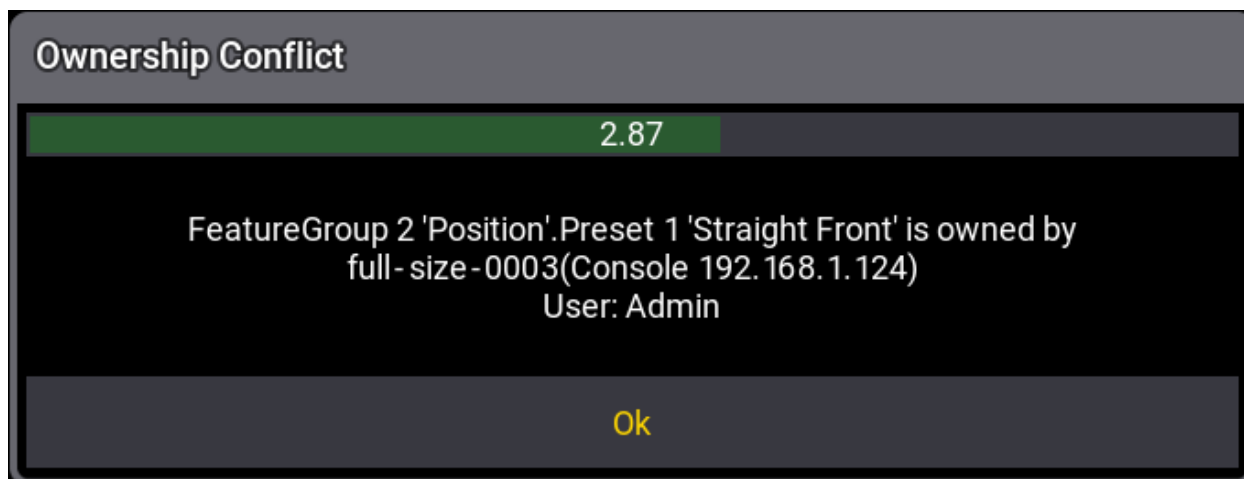 Ownership Conflict
2.87
FeatureGroup 2 'Position'.Preset 1 'Straight Front' is owned by
full-size-0003(Console 192.168.1.124)
User: Admin
Ok